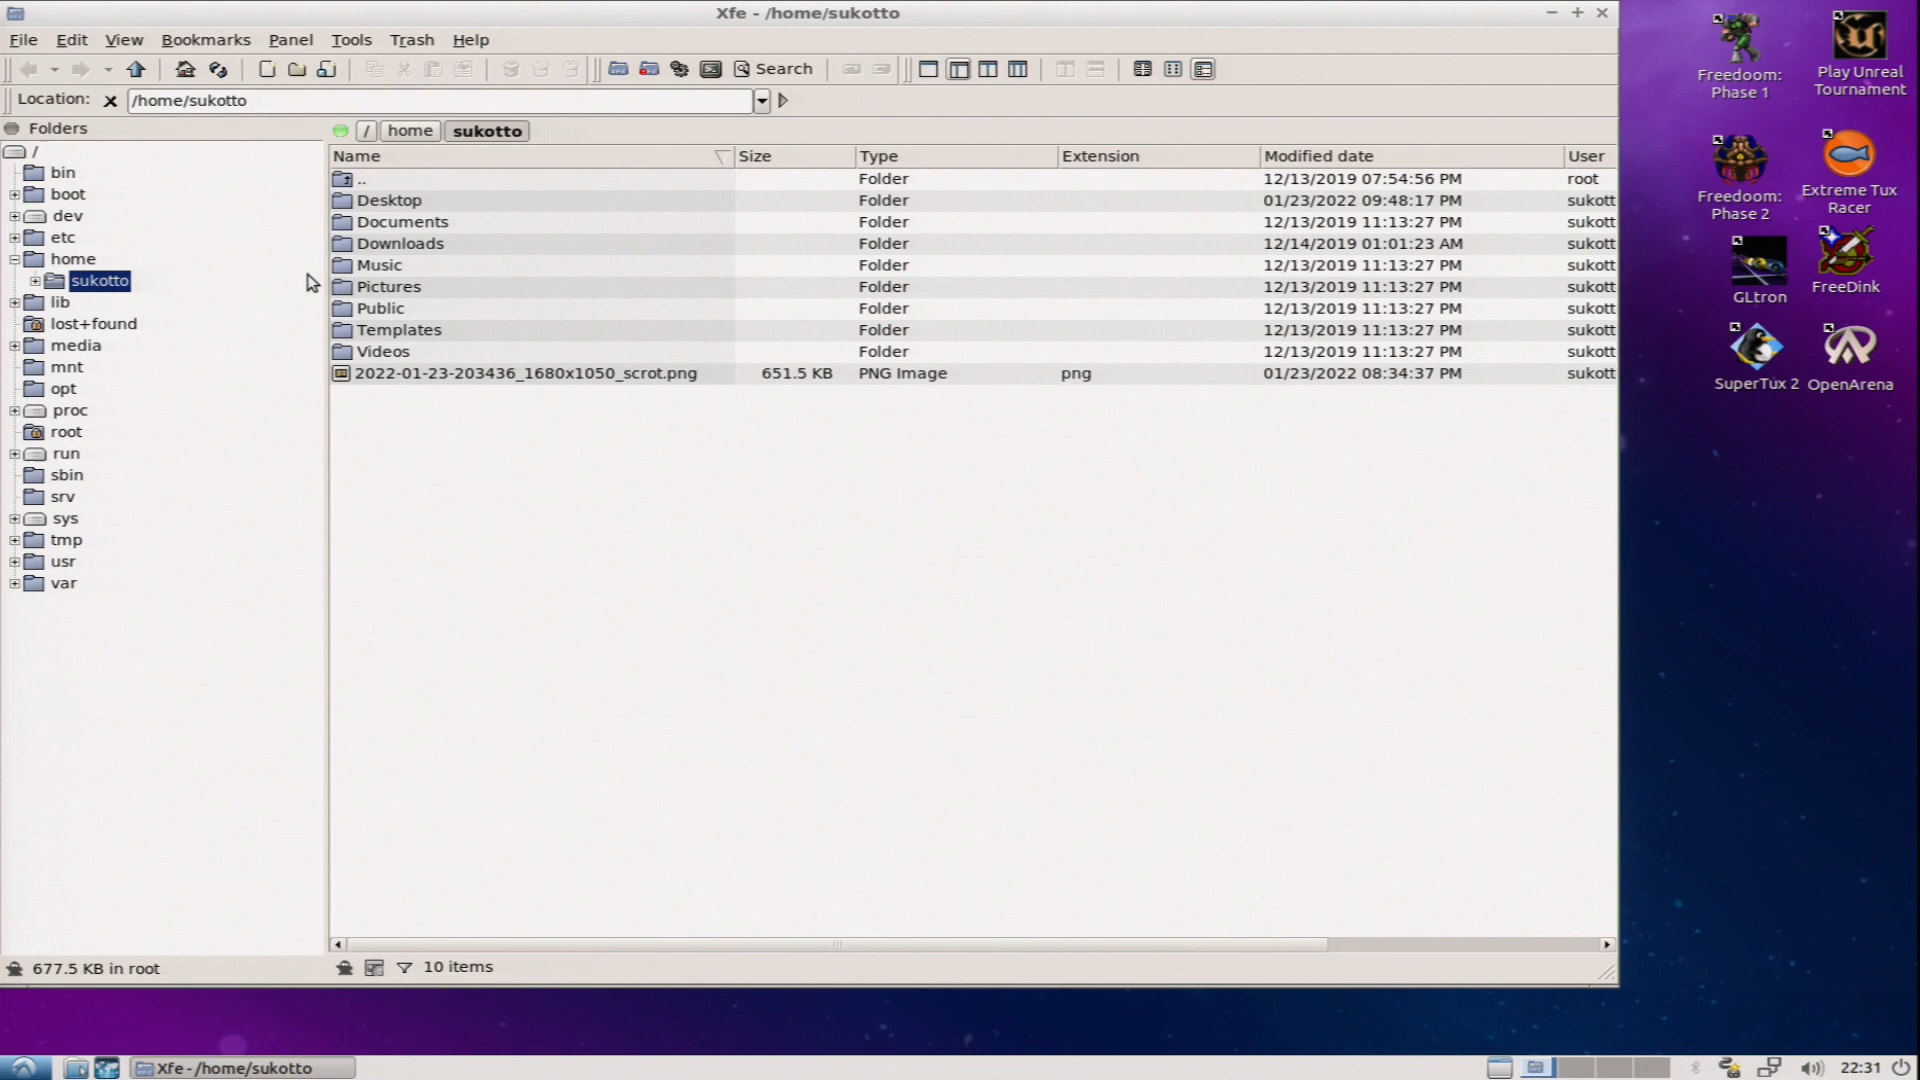 Xfe - /home/sukotto
File Edit View Bookmarks Panel Tools Trash Help
Search
Location: /home/sukotto
Folders
/ home sukotto
/
bin
boot
dev
etc
home
sukotto
lib
lost+found
media
mnt
opt
proc
root
run
sbin
srv
sys
tmp
usr
var
677.5 KB in root
Name Size Type Extension Modified date User
.. Folder 12/13/2019 07:54:56 PM root
Desktop Folder 01/23/2022 09:48:17 PM sukott
Documents Folder 12/13/2019 11:13:27 PM sukott
Downloads Folder 12/14/2019 01:01:23 AM sukott
Music Folder 12/13/2019 11:13:27 PM sukott
Pictures Folder 12/13/2019 11:13:27 PM sukott
Public Folder 12/13/2019 11:13:27 PM sukott
Templates Folder 12/13/2019 11:13:27 PM sukott
Videos Folder 12/13/2019 11:13:27 PM sukott
2022-01-23-203436_1680x1050_scrot.png 651.5 KB PNG Image png 01/23/2022 08:34:37 PM sukott
10 items
Freedoom:
Phase 1
Play Unreal
Tournament
Freedoom:
Phase 2
Extreme Tux
Racer
GLtron
FreeDink
SuperTux 2
OpenArena
Xfe - /home/sukotto
22:31